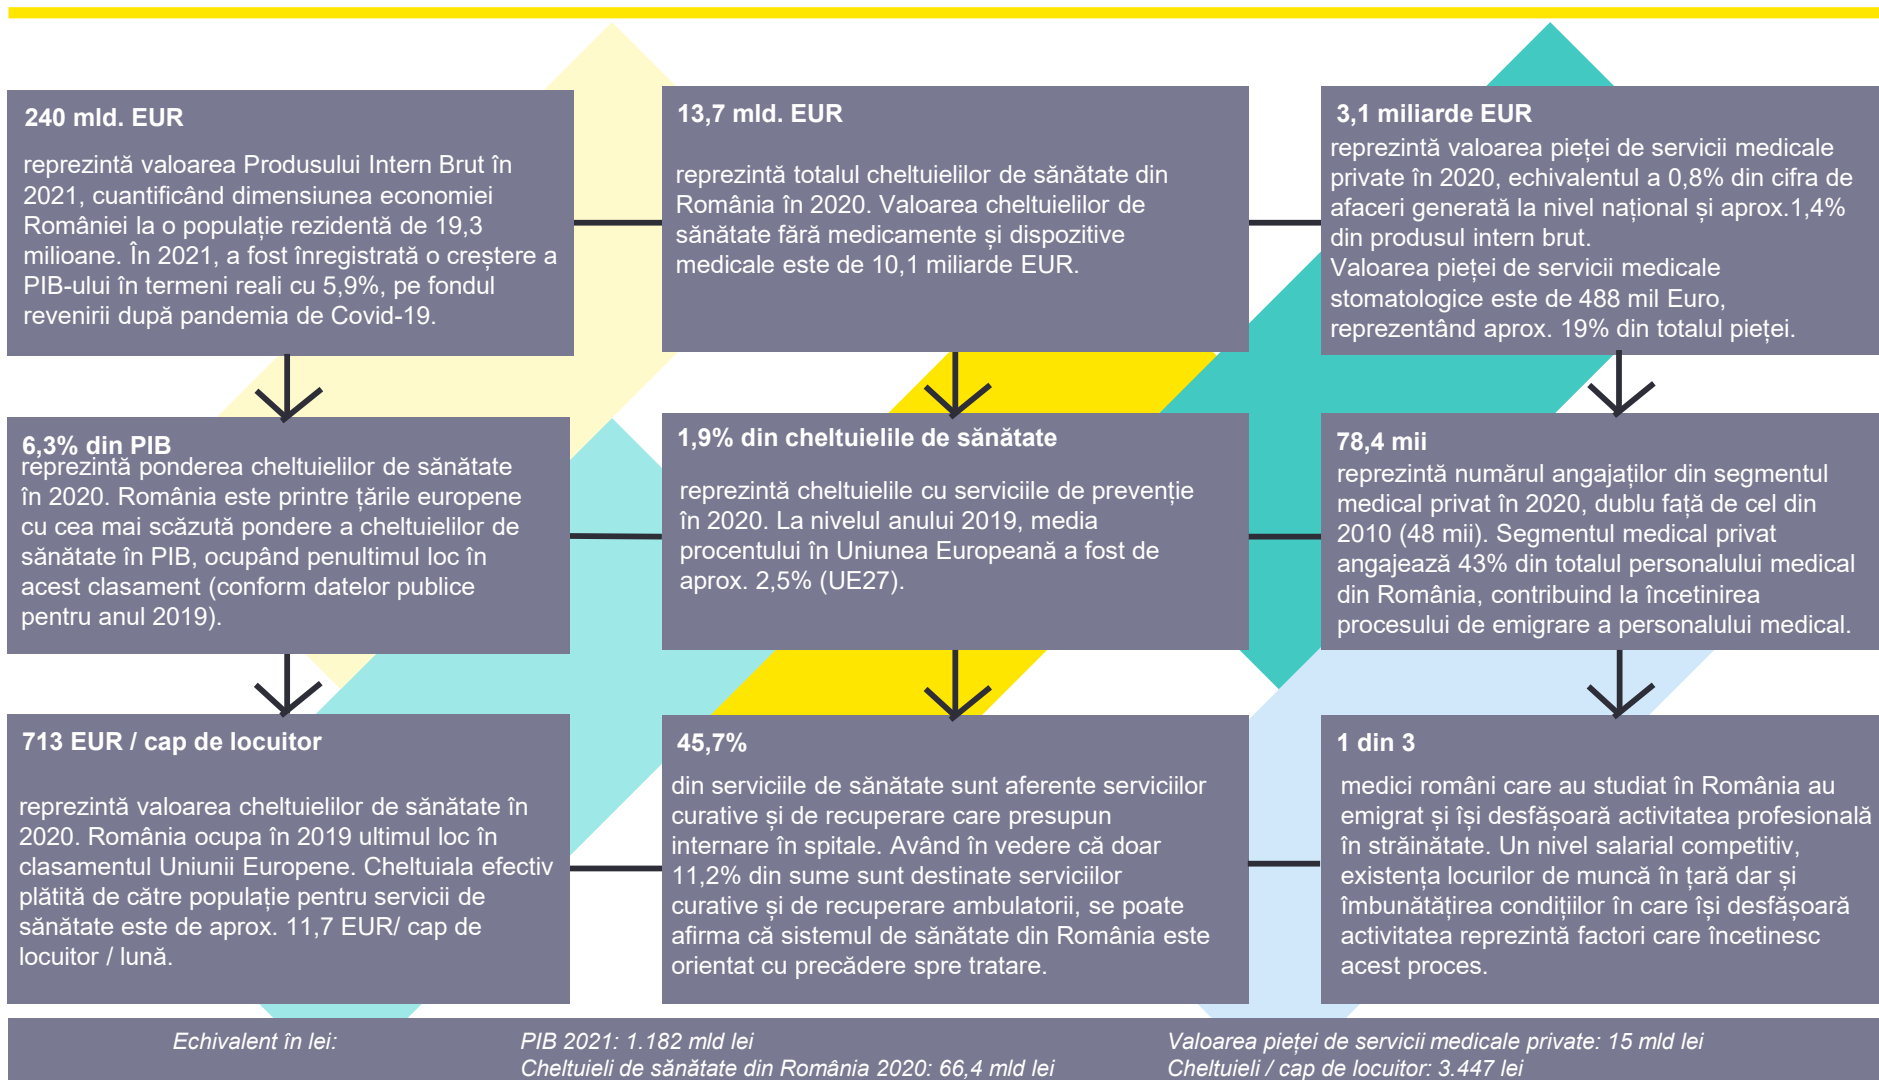 240 mld. EUR
reprezintă valoarea Produsului Intern Brut în
2021, cuantificând dimensiunea economiei
României la o populație rezidentă de 19,3
milioane. În 2021, a fost înregistrată o creștere a
PIB-ului în termeni reali cu 5,9%, pe fondul
revenirii după pandemia de Covid-19.
13,7 mld. EUR
reprezintă totalul cheltuielilor de sănătate din
România în 2020. Valoarea cheltuielilor de
sănătate fără medicamente și dispozitive
medicale este de 10,1 miliarde EUR.
3,1 miliarde EUR
reprezintă valoarea pieței de servicii medicale
private în 2020, echivalentul a 0,8% din cifra de
afaceri generată la nivel național și aprox.1,4%
din produsul intern brut.
Valoarea pieței de servicii medicale
stomatologice este de 488 mil Euro,
reprezentând aprox. 19% din totalul pieței.
6,3% din PIB
reprezintă ponderea cheltuielilor de sănătate
în 2020. România este printre țările europene
cu cea mai scăzută pondere a cheltuielilor de
sănătate în PIB, ocupând penultimul loc în
acest clasament (conform datelor publice
pentru anul 2019).
1,9% din cheltuielile de sănătate
reprezintă cheltuielile cu serviciile de prevenție
în 2020. La nivelul anului 2019, media
procentului în Uniunea Europeană a fost de
aprox. 2,5% (UE27).
78,4 mii
reprezintă numărul angajaților din segmentul
medical privat în 2020, dublu față de cel din
2010 (48 mii). Segmentul medical privat
angajează 43% din totalul personalului medical
din România, contribuind la încetinirea
procesului de emigrare a personalului medical.
713 EUR / cap de locuitor
reprezintă valoarea cheltuielilor de sănătate în
2020. România ocupa în 2019 ultimul loc în
clasamentul Uniunii Europene. Cheltuiala efectiv
plătită de către populație pentru servicii de
sănătate este de aprox. 11,7 EUR/ cap de
locuitor / lună.
45,7%
din serviciile de sănătate sunt aferente serviciilor
curative și de recuperare care presupun
internare în spitale. Având în vedere că doar
11,2% din sume sunt destinate serviciilor
curative și de recuperare ambulatorii, se poate
afirma că sistemul de sănătate din România este
orientat cu precădere spre tratare.
1 din 3
medici români care au studiat în România au
emigrat și își desfășoară activitatea profesională
în străinătate. Un nivel salarial competitiv,
existența locurilor de muncă în țară dar și
îmbunătățirea condițiilor în care își desfășoară
activitatea reprezintă factori care încetinesc
acest proces.
Echivalent în lei:
PIB 2021: 1.182 mld lei
Cheltuieli de sănătate din România 2020: 66,4 mld lei
Valoarea pieței de servicii medicale private: 15 mld lei
Cheltuieli / cap de locuitor: 3.447 lei